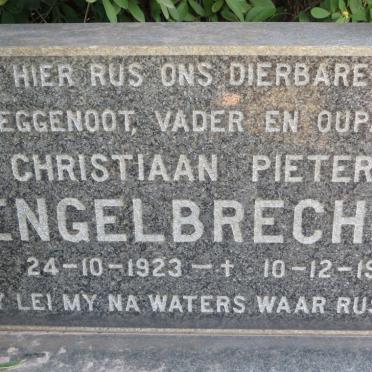 HIER RUS ONS DIERBARE
EGGENOOT, VADER EN OUPA
CHRISTIAAN PIETER
ENGELBRECH
24-10-1923 — † 10-12-19
Y LEI MY NA WATERS WAAR RUS